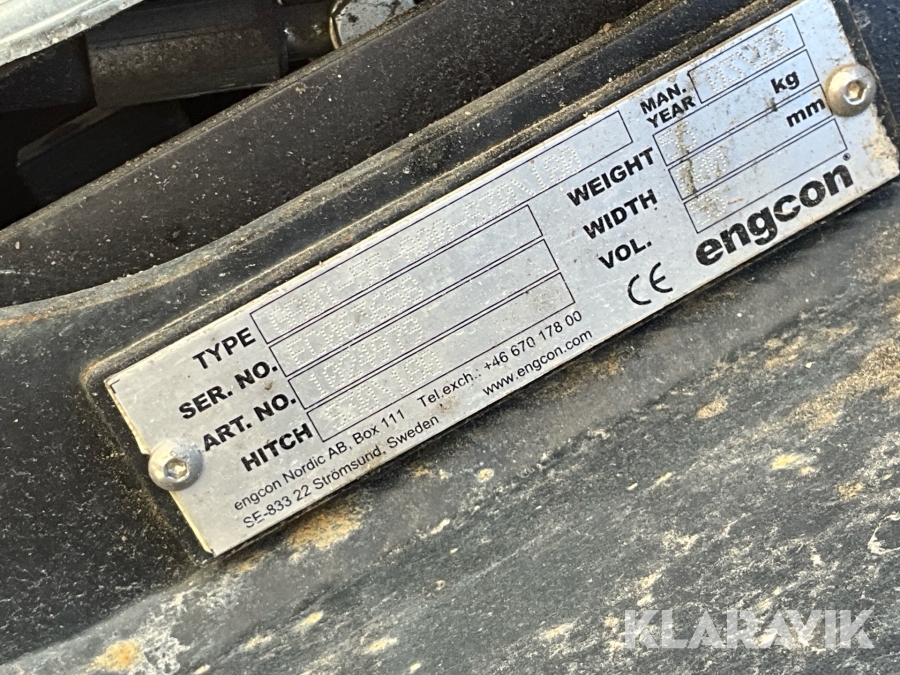 TYPE
SER. NO.
ART. NO.
HITCH
MAN.
YEAR
WEIGHT kg
WIDTH mm
VOL.
CE engcon®
engcon Nordic AB, Box 111 Tel.exch.: +46 670 178 00
SE-833 22 Strömsund, Sweden www.engcon.com
KLARAVIK